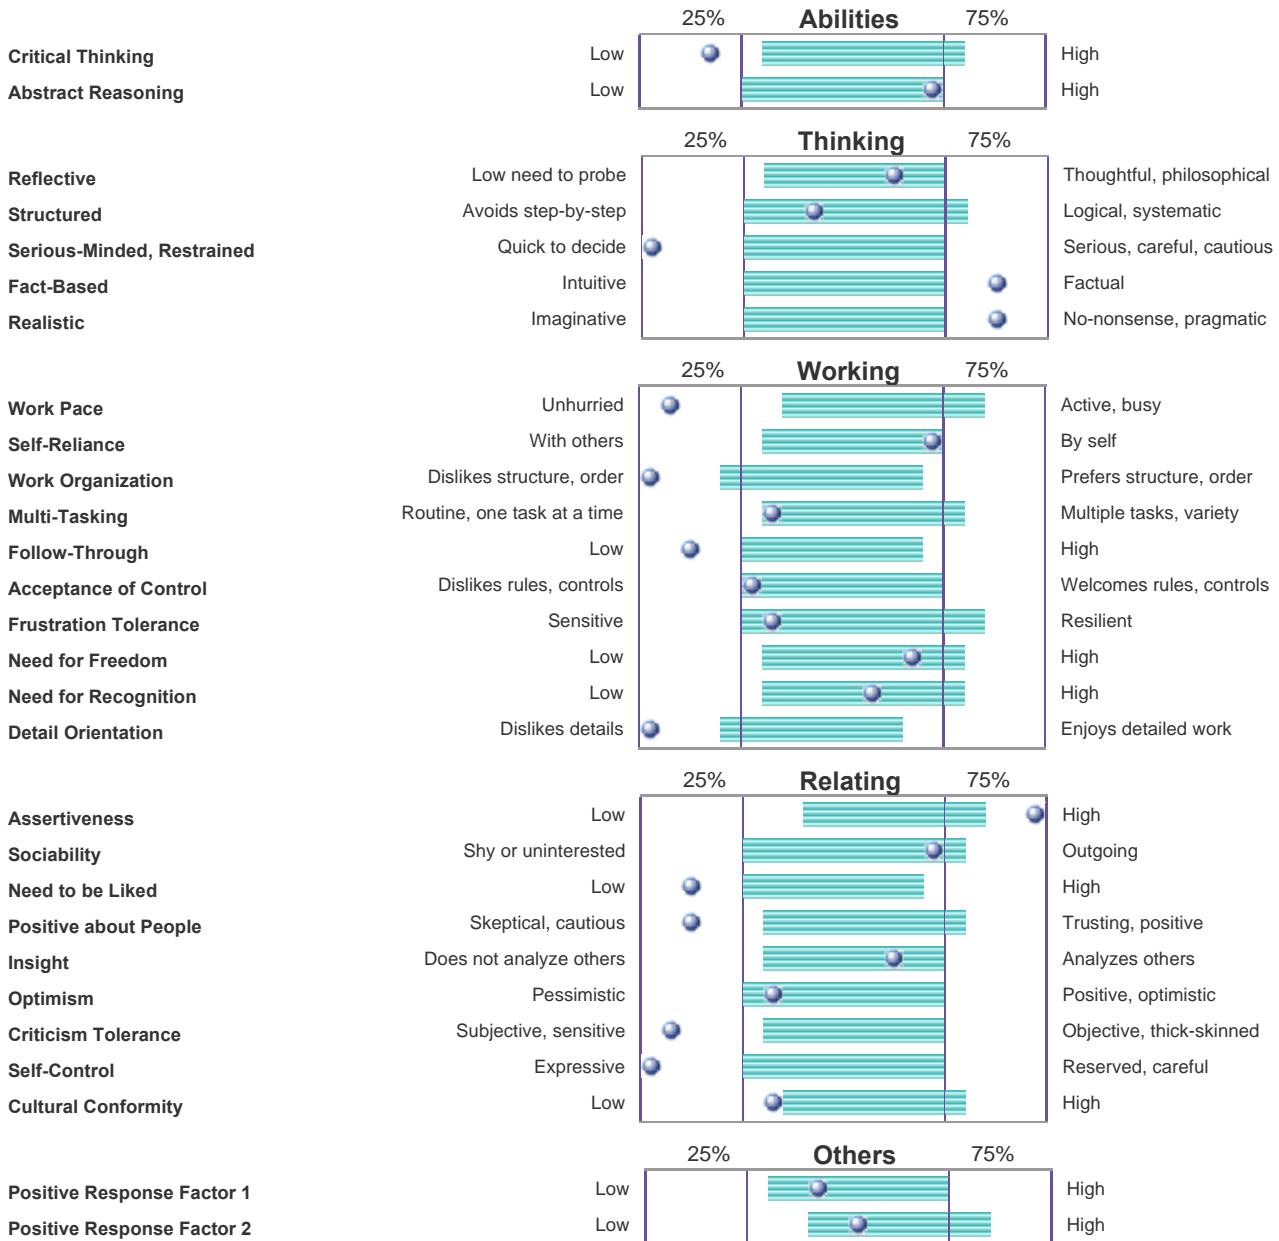 25% Abilities 75%
Critical Thinking Low High
Abstract Reasoning Low High
25% Thinking 75%
Reflective Low need to probe Thoughtful, philosophical
Structured Avoids step-by-step Logical, systematic
Serious-Minded, Restrained Quick to decide Serious, careful, cautious
Fact-Based Intuitive Factual
Realistic Imaginative No-nonsense, pragmatic
25% Working 75%
Work Pace Unhurried Active, busy
Self-Reliance With others By self
Work Organization Dislikes structure, order Prefers structure, order
Multi-Tasking Routine, one task at a time Multiple tasks, variety
Follow-Through Low High
Acceptance of Control Dislikes rules, controls Welcomes rules, controls
Frustration Tolerance Sensitive Resilient
Need for Freedom Low High
Need for Recognition Low High
Detail Orientation Dislikes details Enjoys detailed work
25% Relating 75%
Assertiveness Low High
Sociability Shy or uninterested Outgoing
Need to be Liked Low High
Positive about People Skeptical, cautious Trusting, positive
Insight Does not analyze others Analyzes others
Optimism Pessimistic Positive, optimistic
Criticism Tolerance Subjective, sensitive Objective, thick-skinned
Self-Control Expressive Reserved, careful
Cultural Conformity Low High
25% Others 75%
Positive Response Factor 1 Low High
Positive Response Factor 2 Low High